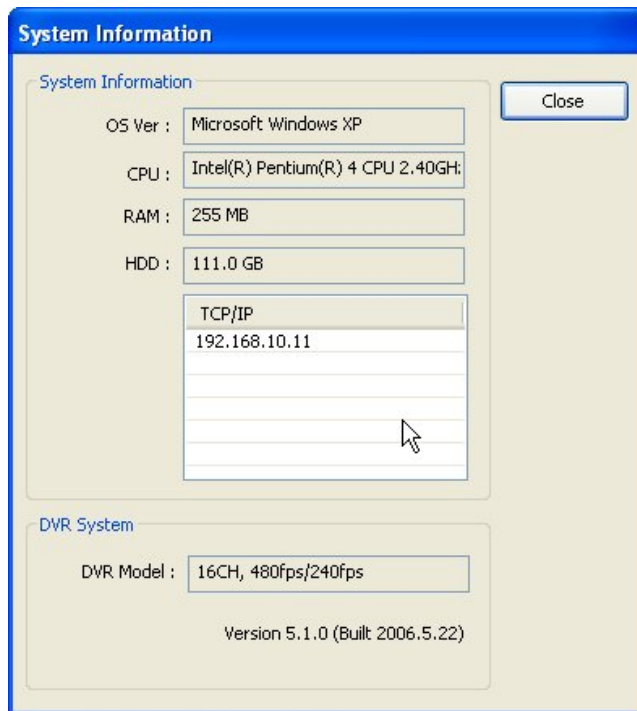 System Information
System Information
Close
OS Ver : Microsoft Windows XP
CPU : Intel(R) Pentium(R) 4 CPU 2.40GH:
RAM : 255 MB
HDD : 111.0 GB
TCP/IP
192.168.10.11
DVR System
DVR Model : 16CH, 480fps/240fps
Version 5.1.0 (Built 2006.5.22)